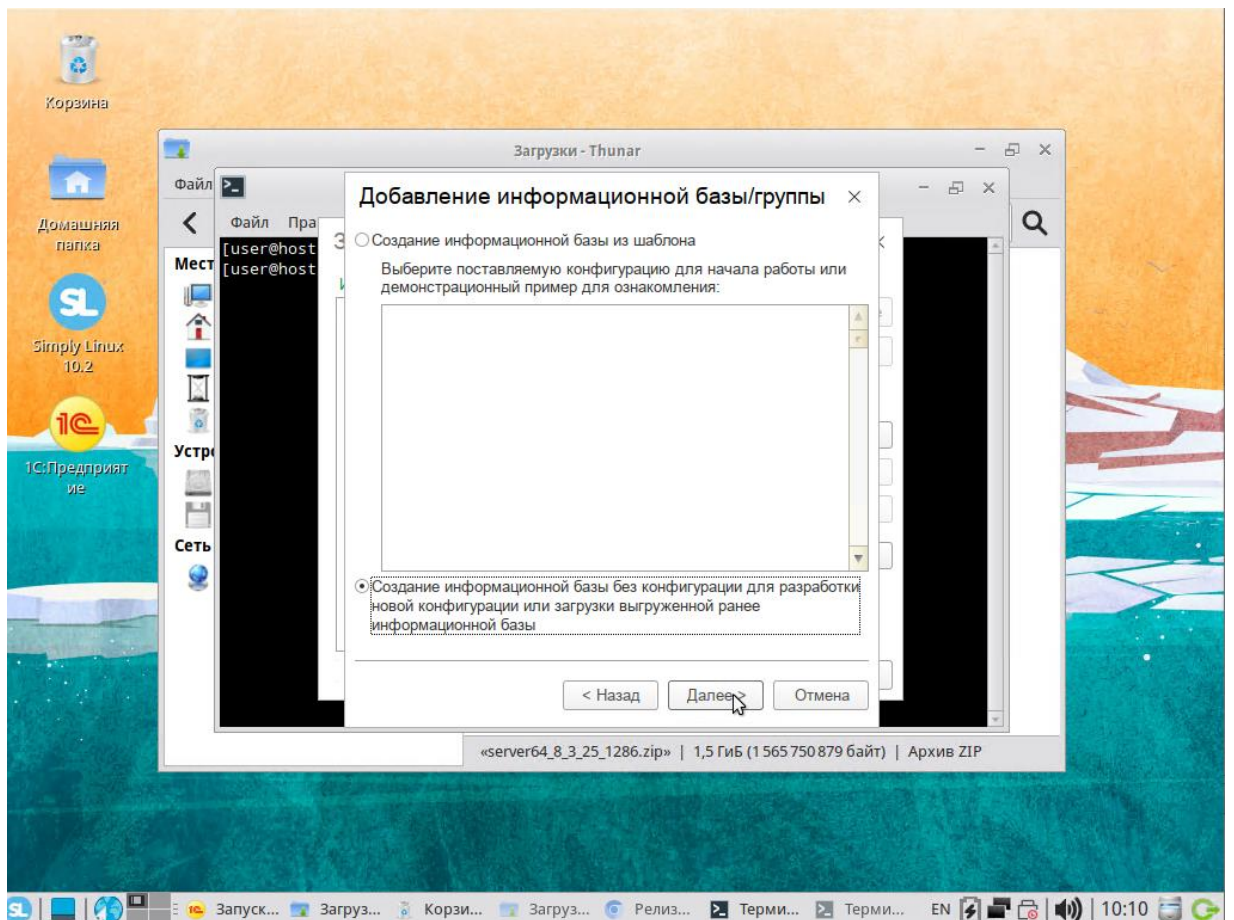 Корзина
Домашняя
папка
SL
Simply Linux
10.2
1С
1С:Предприят
ие
Загрузки - Thunar
Файл
Файл Пра
[user@host
[user@host
Мест
Устро
Сеть
Добавление информационной базы/группы
Создание информационной базы из шаблона
Выберите поставляемую конфигурацию для начала работы или
демонстрационный пример для ознакомления:
Создание информационной базы без конфигурации для разработки
новой конфигурации или загрузки выгруженной ранее
информационной базы
< Назад Далее > Отмена
«server64_8_3_25_1286.zip» | 1,5 ГиБ (1 565 750 879 байт) | Архив ZIP
Запуск... Загруз... Корзи... Загруз... Релиз... Терми... Терми... EN 10:10